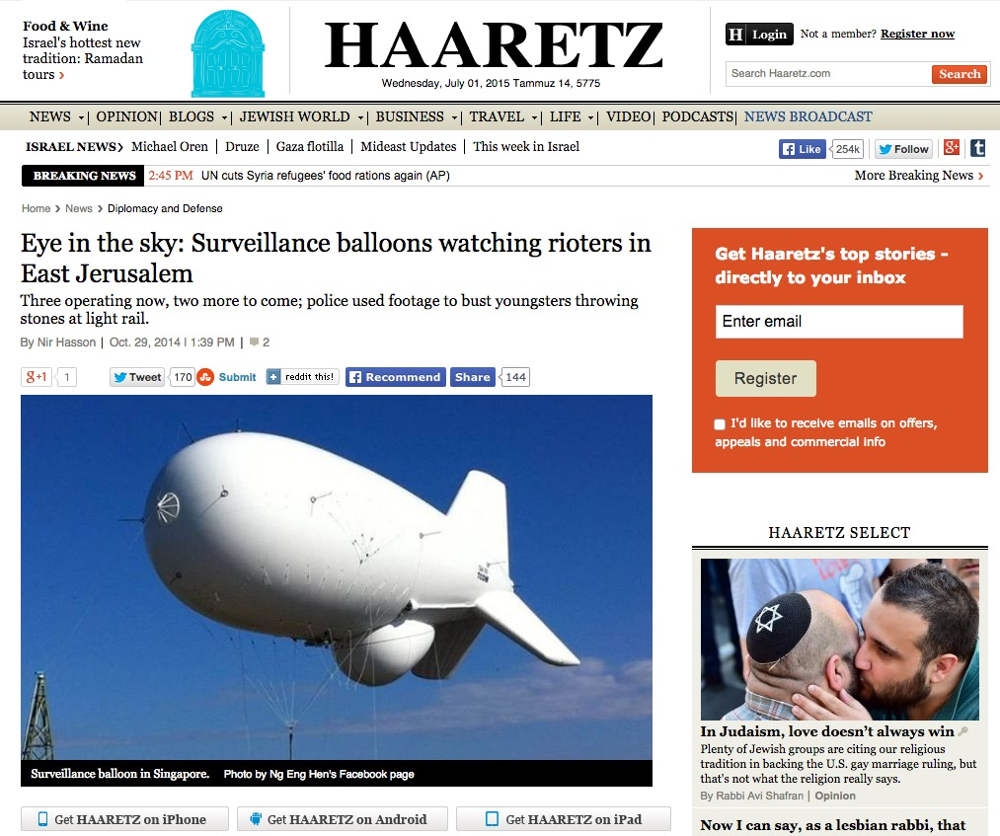 Food & Wine
Israel's hottest new
tradition: Ramadan
tours ›
HAARETZ
Wednesday, July 01, 2015 Tammuz 14, 5775
H Login Not a member? Register now
Search Haaretz.com Search
NEWS | OPINION | BLOGS | JEWISH WORLD | BUSINESS | TRAVEL | LIFE | VIDEO | PODCASTS | NEWS BROADCAST
ISRAEL NEWS › Michael Oren | Druze | Gaza flotilla | Mideast Updates | This week in Israel
Like 254k Follow g+ t
BREAKING NEWS 2:45 PM UN cuts Syria refugees' food rations again (AP) More Breaking News ›
Home › News › Diplomacy and Defense
Eye in the sky: Surveillance balloons watching rioters in
East Jerusalem
Three operating now, two more to come; police used footage to bust youngsters throwing
stones at light rail.
By Nir Hasson | Oct. 29, 2014 | 1:39 PM | 2
g+1 1 Tweet 170 Submit reddit this! Recommend Share 144
Surveillance balloon in Singapore. Photo by Ng Eng Hen's Facebook page
Get HAARETZ on iPhone Get HAARETZ on Android Get HAARETZ on iPad
Get Haaretz's top stories -
directly to your inbox
Enter email
Register
I'd like to receive emails on offers,
appeals and commercial info
HAARETZ SELECT
In Judaism, love doesn't always win
Plenty of Jewish groups are citing our religious
tradition in backing the U.S. gay marriage ruling, but
that's not what the religion really says.
By Rabbi Avi Shafran | Opinion
Now I can say, as a lesbian rabbi, that